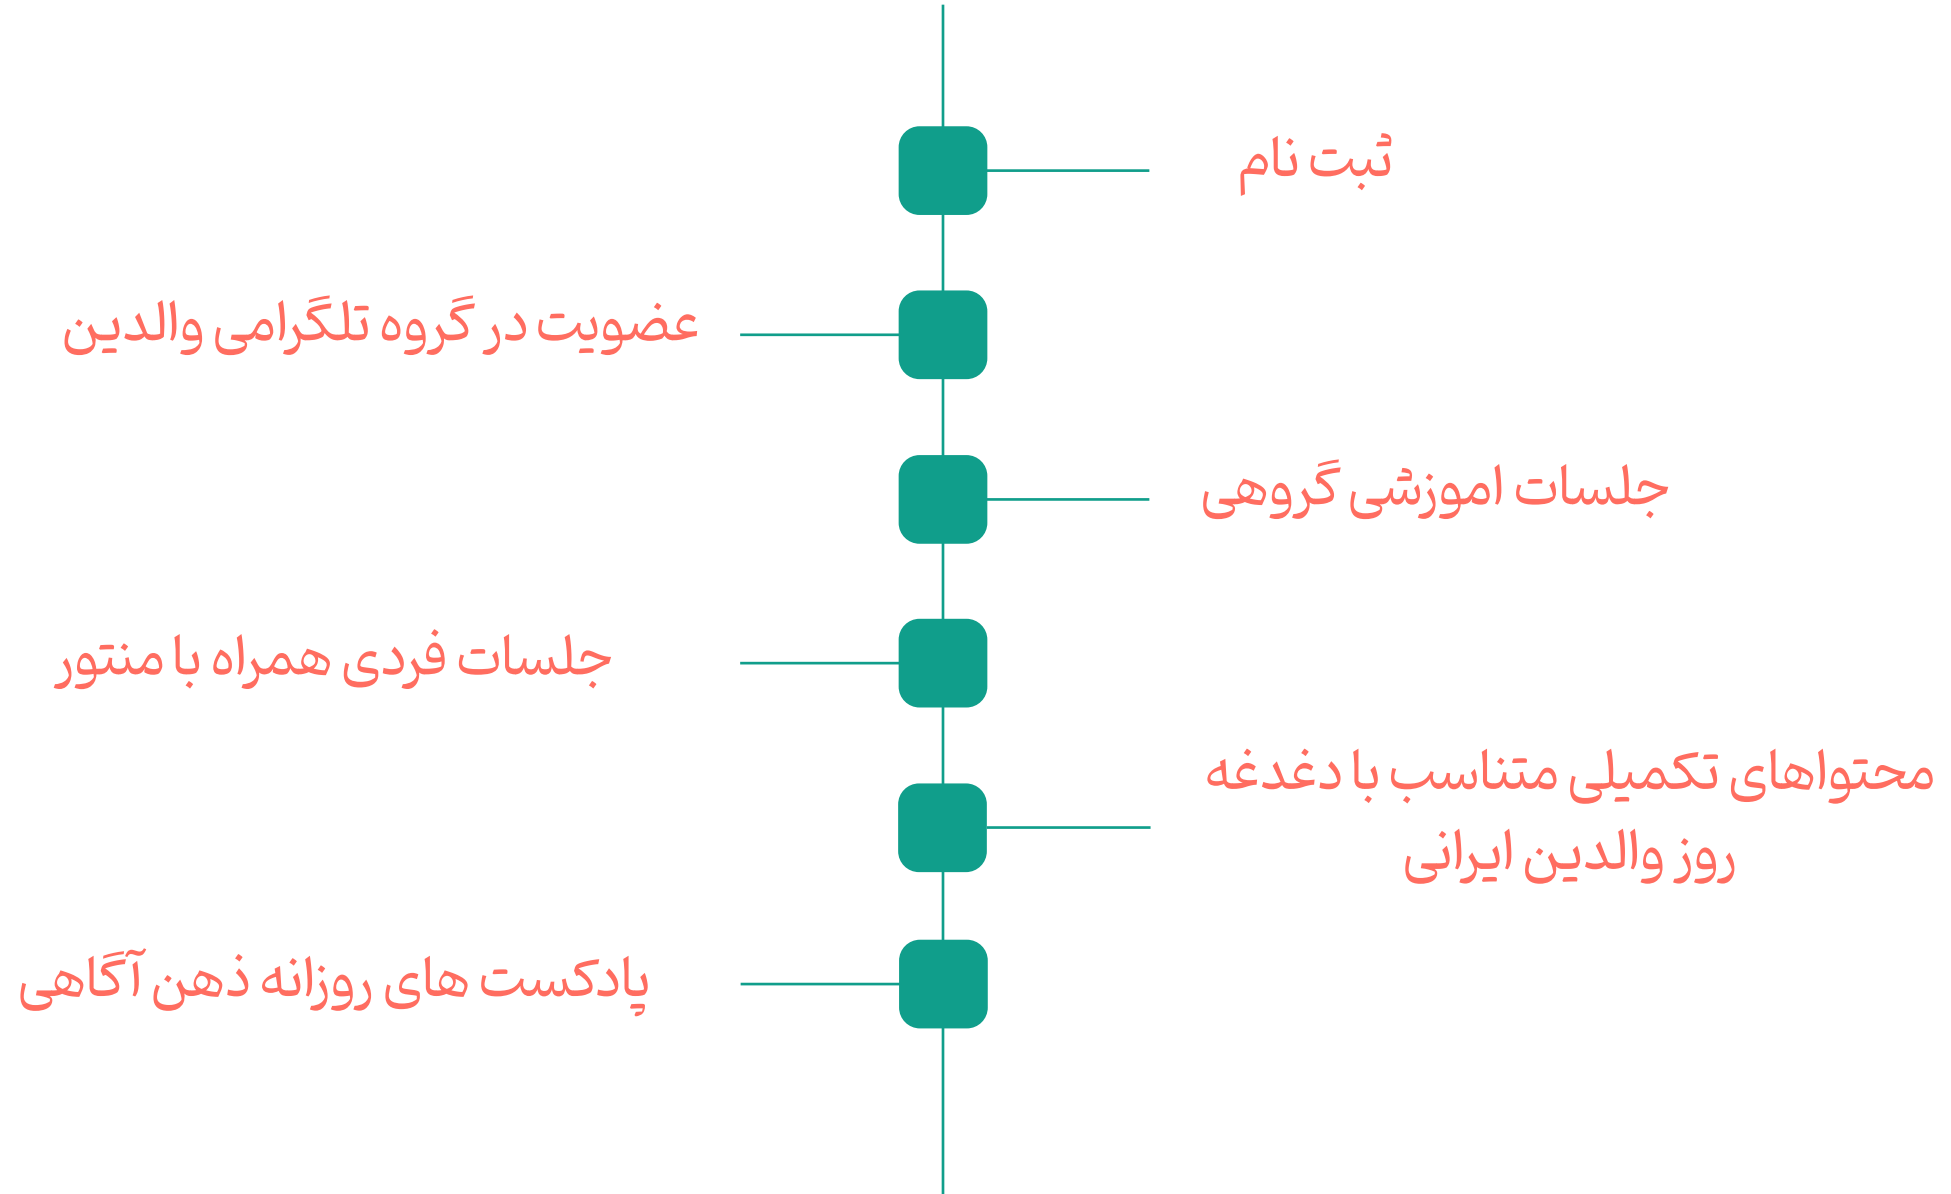 ثبت نام
عضویت در گروه تلگرامی والدین
جلسات اموزشی گروهی
جلسات فردی همراه با منتور
محتواهای تکمیلی متناسب با دغدغه
روز والدین ایرانی
پادکست های روزانه ذهن آگاهی